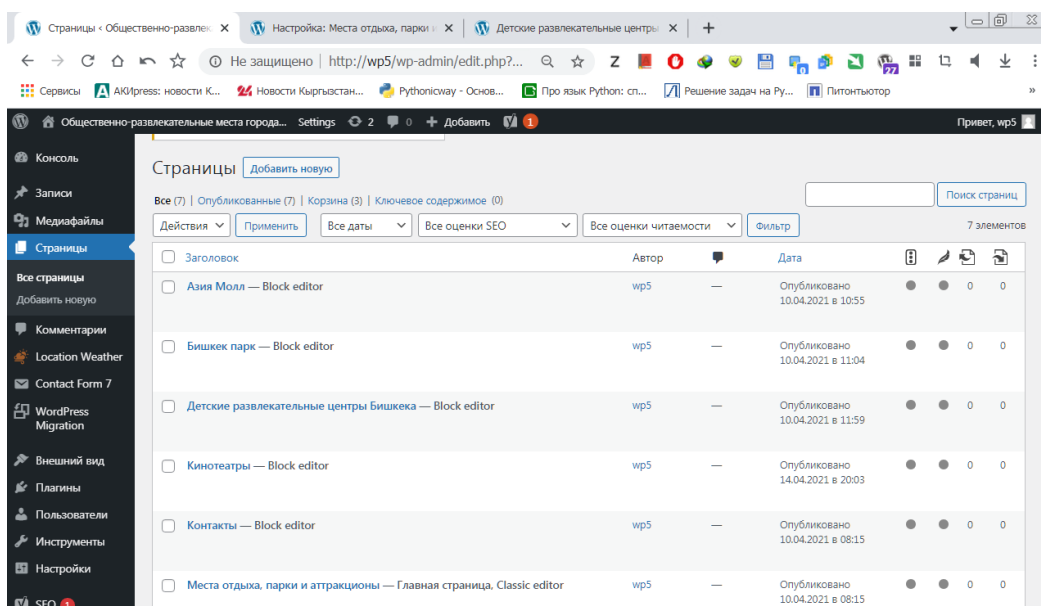 Страницы ‹ Общественно-развлек
Настройка: Места отдыха, парки и
Детские развлекательные центры
Не защищено | http://wp5/wp-admin/edit.php?...
27
Сервисы АКИpress: новости К... Новости Кыргызстан... Pythonicway - Основ... Про язык Python: сп... Решение задач на Ру... Питонтьютор »
Общественно-развлекательные места города... Settings 2 0 Добавить 1 Привет, wp5
Консоль
Записи
Медиафайлы
Страницы
Все страницы
Добавить новую
Комментарии
Location Weather
Contact Form 7
WordPress
Migration
Внешний вид
Плагины
Пользователи
Инструменты
Настройки
SEO 1
Страницы Добавить новую
Все (7) | Опубликованные (7) | Корзина (3) | Ключевое содержимое (0)
Поиск страниц
Действия Применить Все даты Все оценки SEO Все оценки читаемости Фильтр 7 элементов
Заголовок Автор Дата
Азия Молл — Block editor wp5 — Опубликовано 0 0
10.04.2021 в 10:55
Бишкек парк — Block editor wp5 — Опубликовано 0 0
10.04.2021 в 11:04
Детские развлекательные центры Бишкека — Block editor wp5 — Опубликовано 0 0
10.04.2021 в 11:59
Кинотеатры — Block editor wp5 — Опубликовано 0 0
14.04.2021 в 20:03
Контакты — Block editor wp5 — Опубликовано 0 0
10.04.2021 в 08:15
Места отдыха, парки и аттракционы — Главная страница, Classic editor wp5 — Опубликовано 0 0
10.04.2021 в 08:15